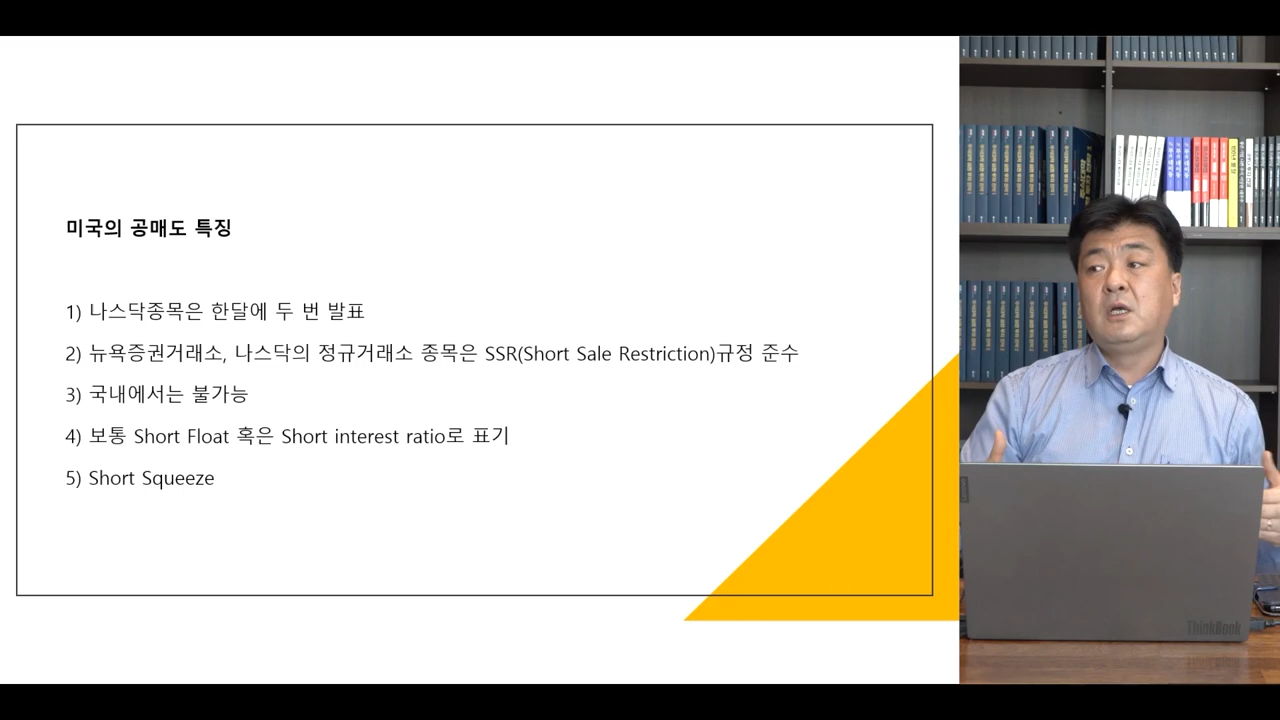 미국의 공매도 특징
1) 나스닥종목은 한달에 두 번 발표
2) 뉴욕증권거래소, 나스닥의 정규거래소 종목은 SSR(Short Sale Restriction)규정 준수
3) 국내에서는 불가능
4) 보통 Short Float 혹은 Short interest ratio로 표기
5) Short Squeeze
ThinkBook